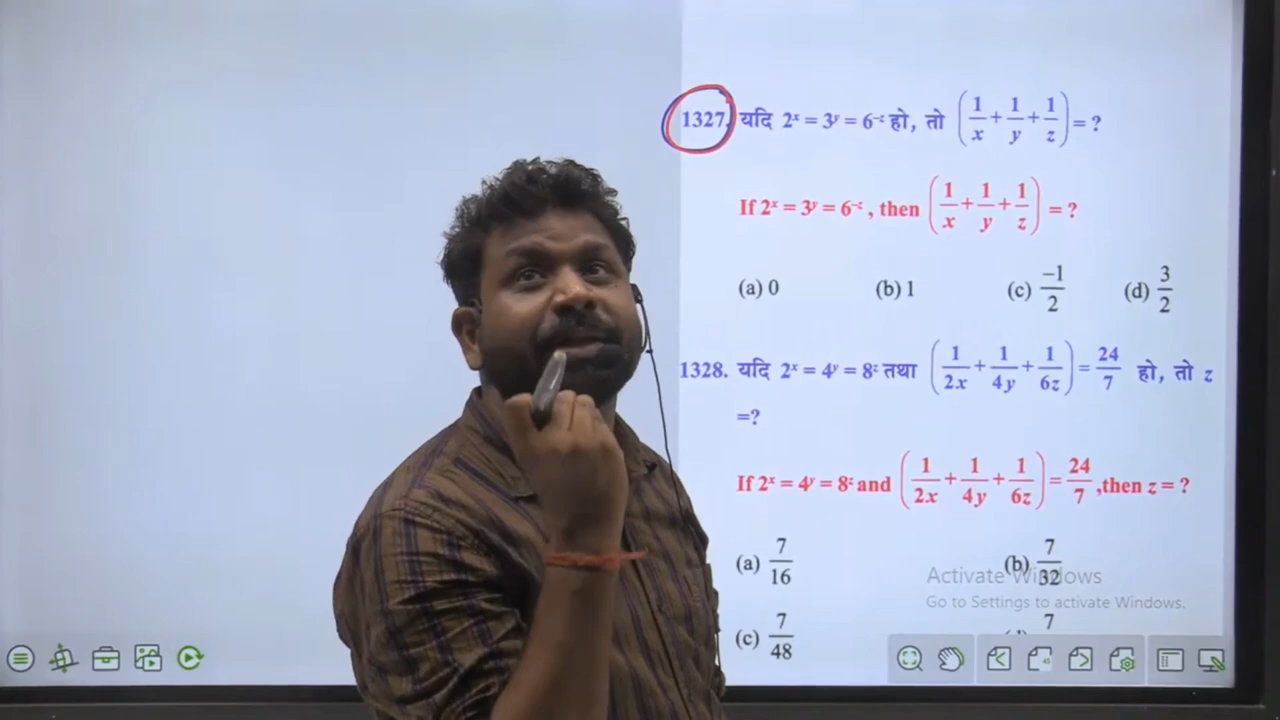 1327. यदि 2ˣ = 3ʸ = 6⁻ᶻ हो, तो (1/x + 1/y + 1/z) = ?
If 2ˣ = 3ʸ = 6⁻ᶻ, then (1/x + 1/y + 1/z) = ?
(a) 0 (b) 1 (c) -1/2 (d) 3/2
1328. यदि 2ˣ = 4ʸ = 8ᶻ तथा (1/2x + 1/4y + 1/6z) = 24/7 हो, तो z
=?
If 2ˣ = 4ʸ = 8ᶻ and (1/2x + 1/4y + 1/6z) = 24/7 ,then z = ?
(a) 7/16 (b) 7/32
Activate Windows
Go to Settings to activate Windows.
(c) 7/48 7